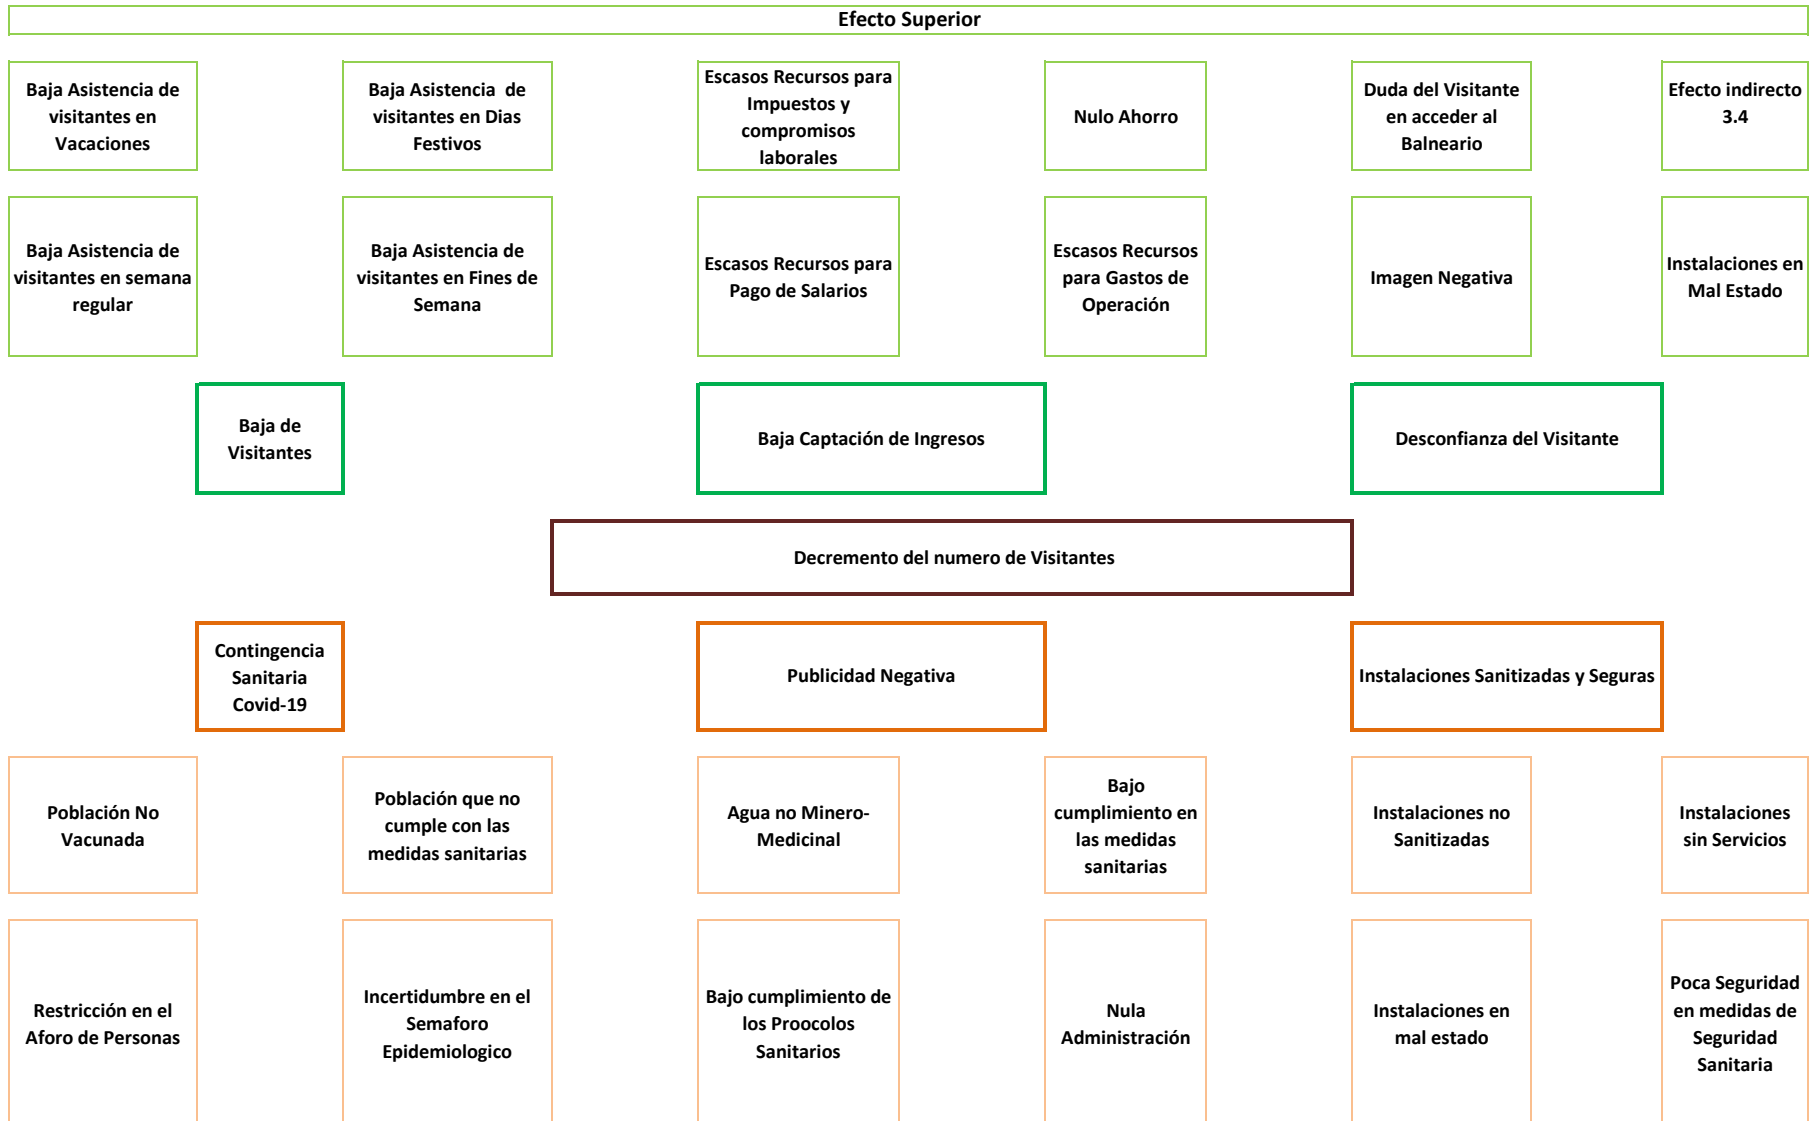 Efecto Superior
Baja Asistencia de
visitantes en
Vacaciones
Baja Asistencia de
visitantes en Dias
Festivos
Escasos Recursos para
Impuestos y
compromisos
laborales
Nulo Ahorro
Duda del Visitante
en acceder al
Balneario
Efecto indirecto
3.4
Baja Asistencia de
visitantes en semana
regular
Baja Asistencia de
visitantes en Fines de
Semana
Escasos Recursos para
Pago de Salarios
Escasos Recursos
para Gastos de
Operación
Imagen Negativa
Instalaciones en
Mal Estado
Baja de
Visitantes
Baja Captación de Ingresos
Desconfianza del Visitante
Decremento del numero de Visitantes
Contingencia
Sanitaria
Covid-19
Publicidad Negativa
Instalaciones Sanitizadas y Seguras
Población No
Vacunada
Población que no
cumple con las
medidas sanitarias
Agua no Minero-
Medicinal
Bajo
cumplimiento en
las medidas
sanitarias
Instalaciones no
Sanitizadas
Instalaciones
sin Servicios
Restricción en el
Aforo de Personas
Incertidumbre en el
Semaforo
Epidemiologico
Bajo cumplimiento de
los Proocolos
Sanitarios
Nula
Administración
Instalaciones en
mal estado
Poca Seguridad
en medidas de
Seguridad
Sanitaria